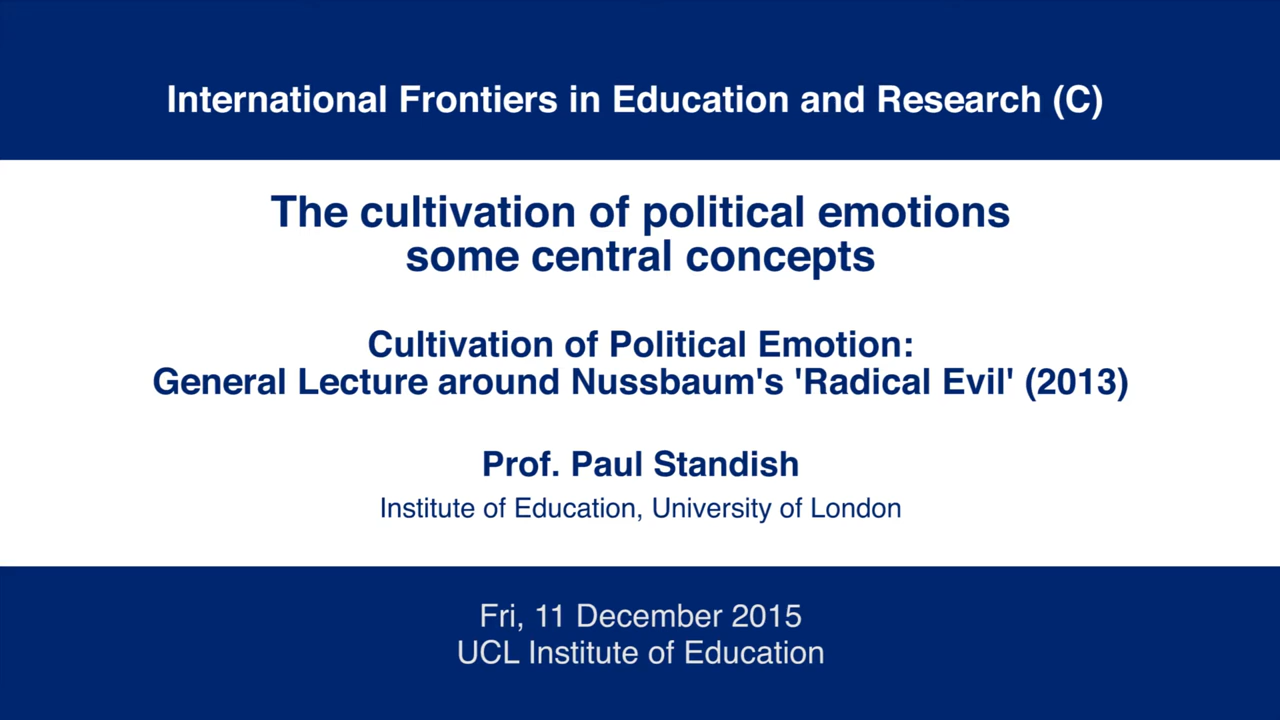 International Frontiers in Education and Research (C)
The cultivation of political emotions
some central concepts
Cultivation of Political Emotion:
General Lecture around Nussbaum's 'Radical Evil' (2013)
Prof. Paul Standish
Institute of Education, University of London
Fri, 11 December 2015
UCL Institute of Education